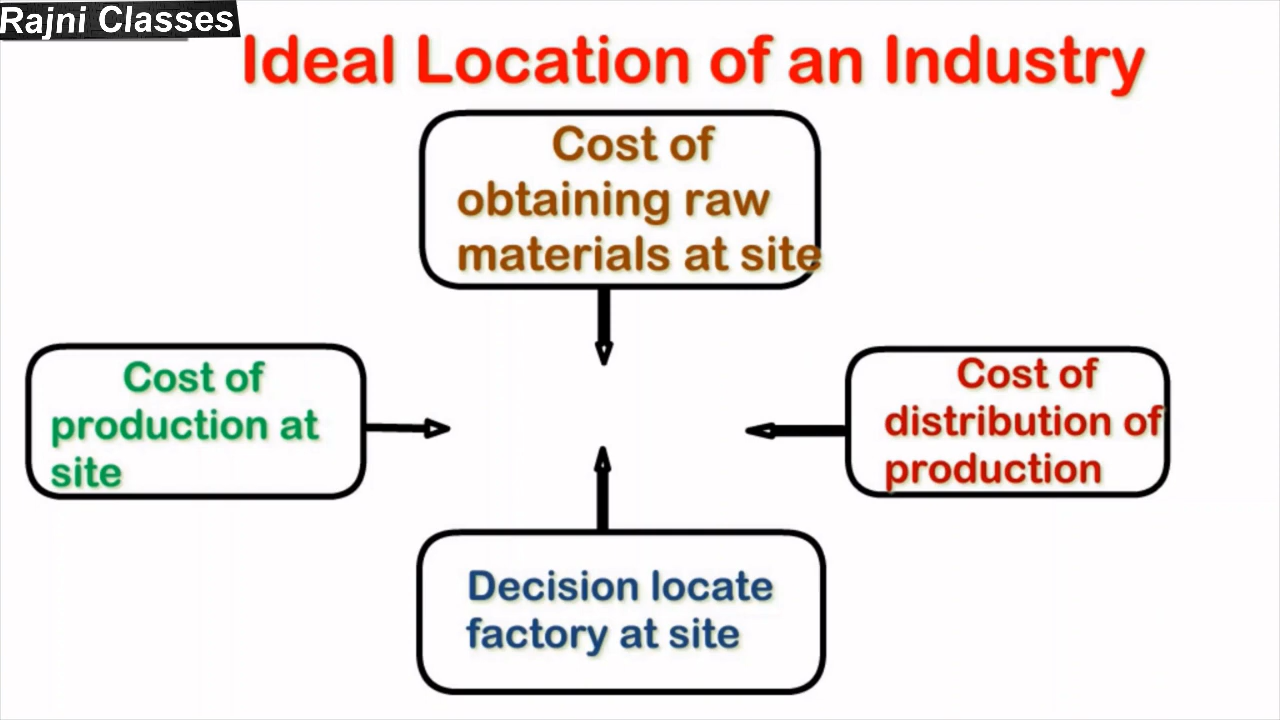 Rajni Classes
Ideal Location of an Industry
Cost of
obtaining raw
materials at site
Cost of
production at
site
Cost of
distribution of
production
Decision locate
factory at site